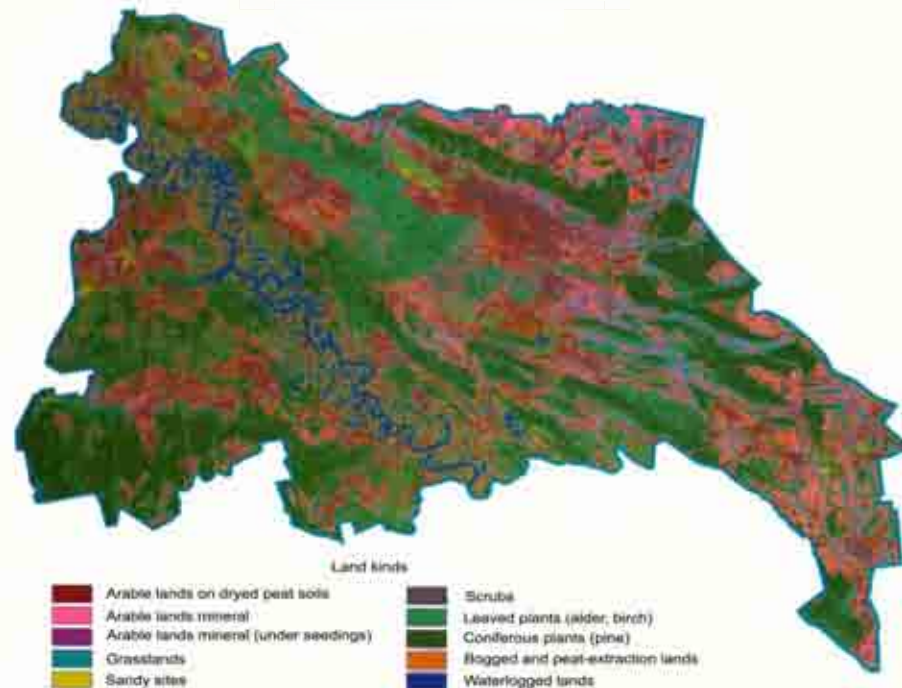 Land kinds
Arable lands on dryed peat soils
Arable lands mineral
Arable lands mineral (under seedings)
Grasslands
Sandy sites
Scrubs
Leaved plants (alder, birch)
Coniferous plants (pine)
Bogged and peat-extraction lands
Waterlogged lands